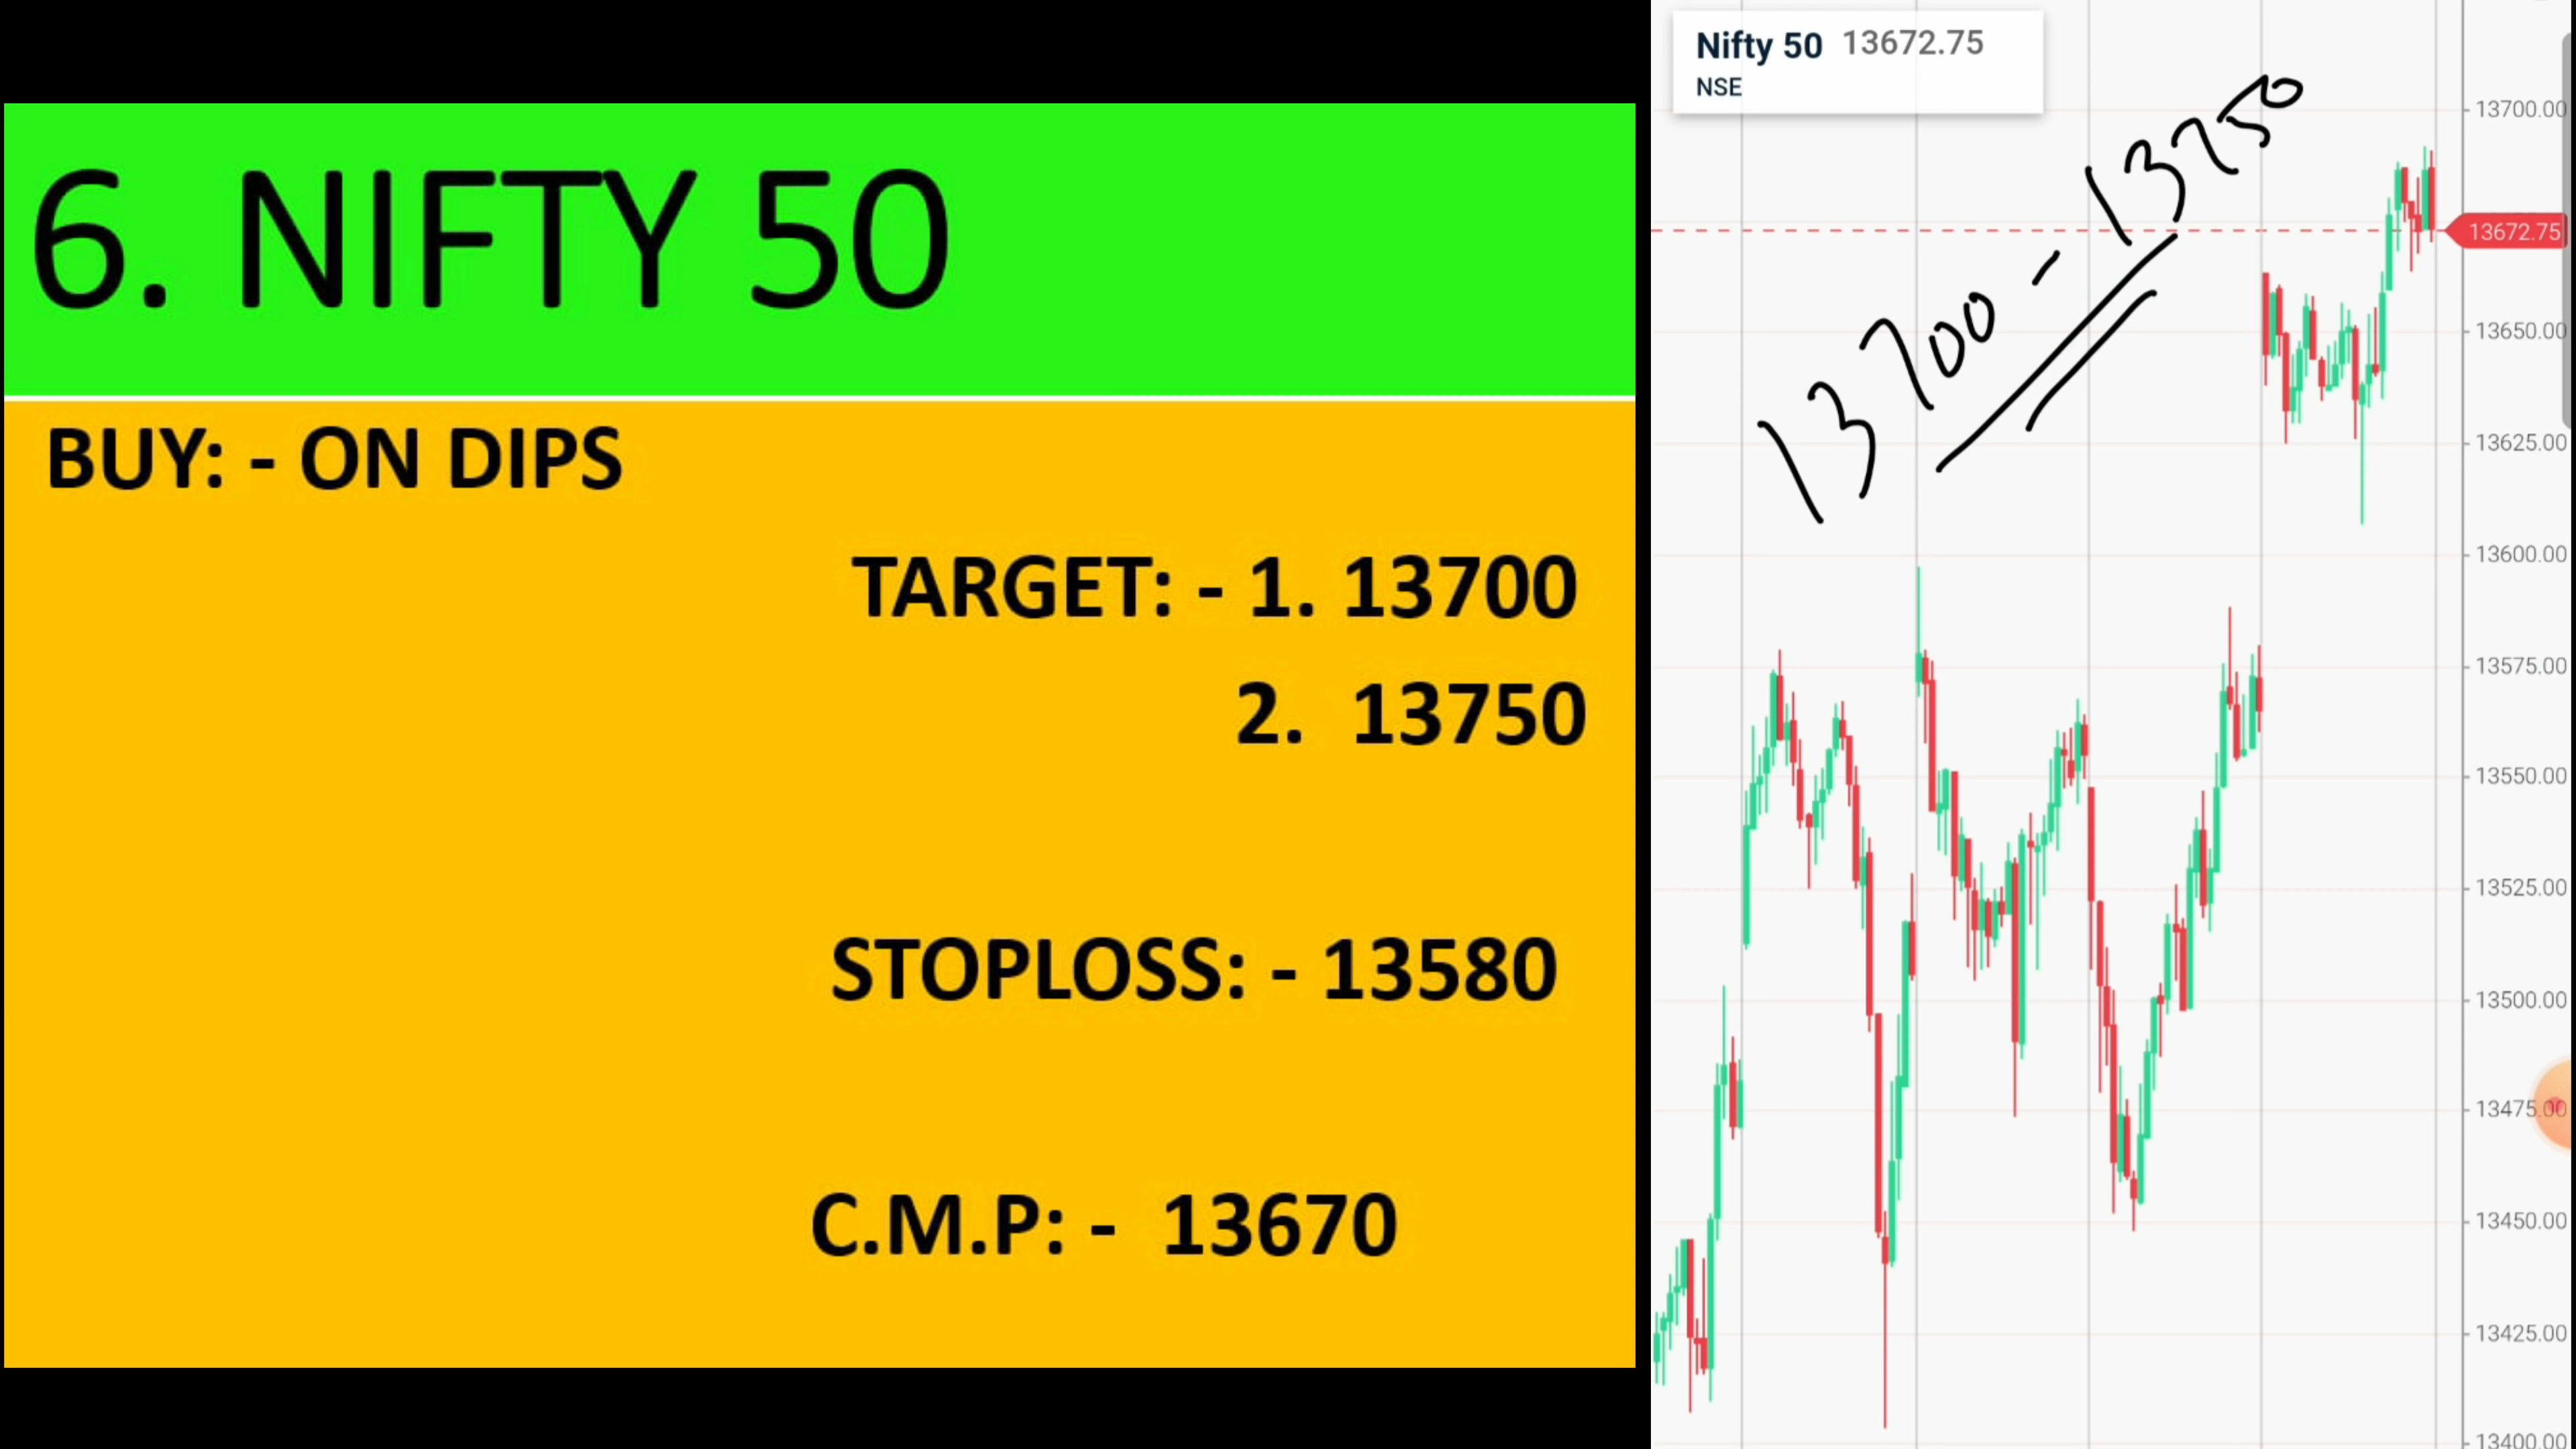 6. NIFTY 50
BUY: - ON DIPS
TARGET: - 1. 13700
2. 13750
STOPLOSS: - 13580
C.M.P: - 13670
Nifty 50 13672.75
NSE
13700 - 13750
13700.00
13672.75
13650.00
13625.00
13600.00
13575.00
13550.00
13525.00
13500.00
13475.00
13450.00
13425.00
13400.00